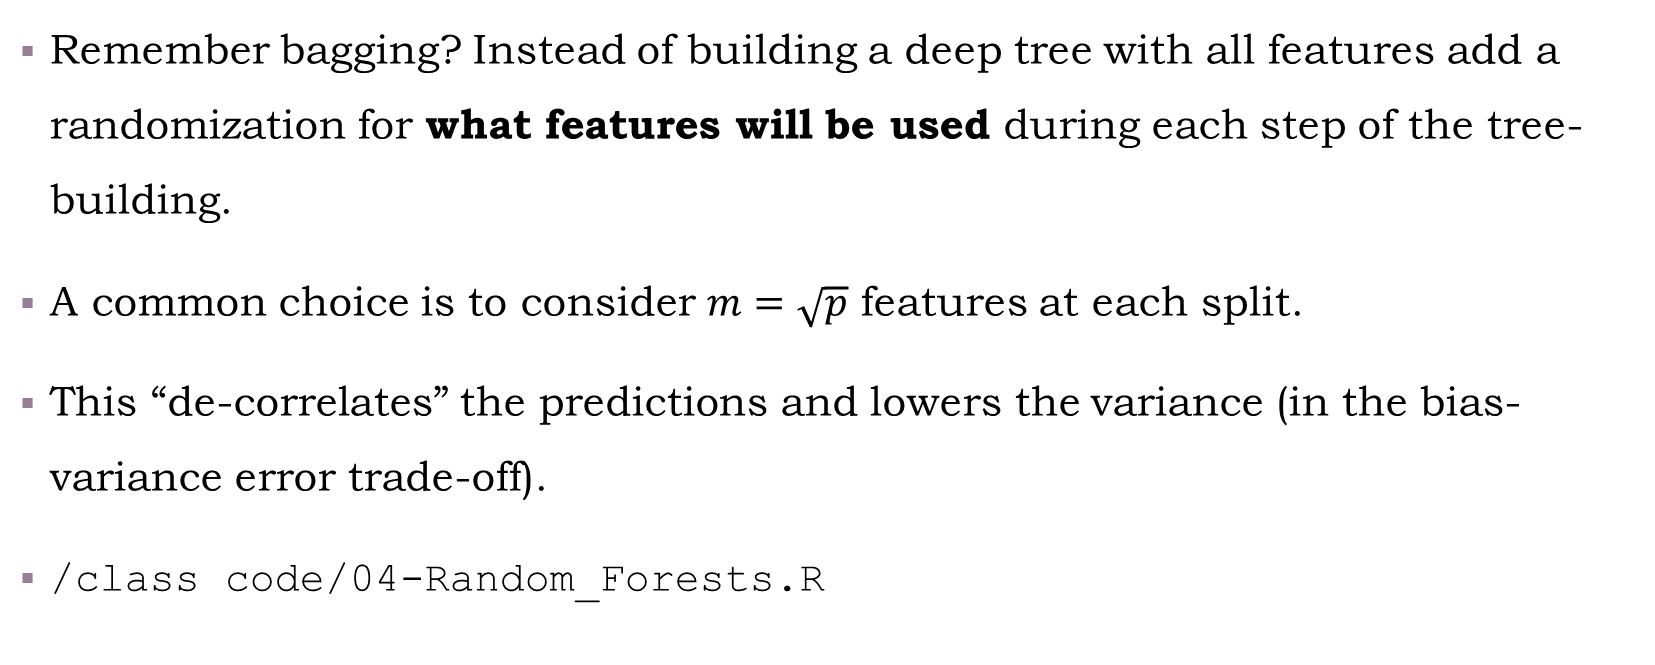 ▪ Remember bagging? Instead of building a deep tree with all features add a
randomization for what features will be used during each step of the tree-
building.
▪ A common choice is to consider m = √p features at each split.
▪ This “de-correlates” the predictions and lowers the variance (in the bias-
variance error trade-off).
▪ /class code/04-Random_Forests.R